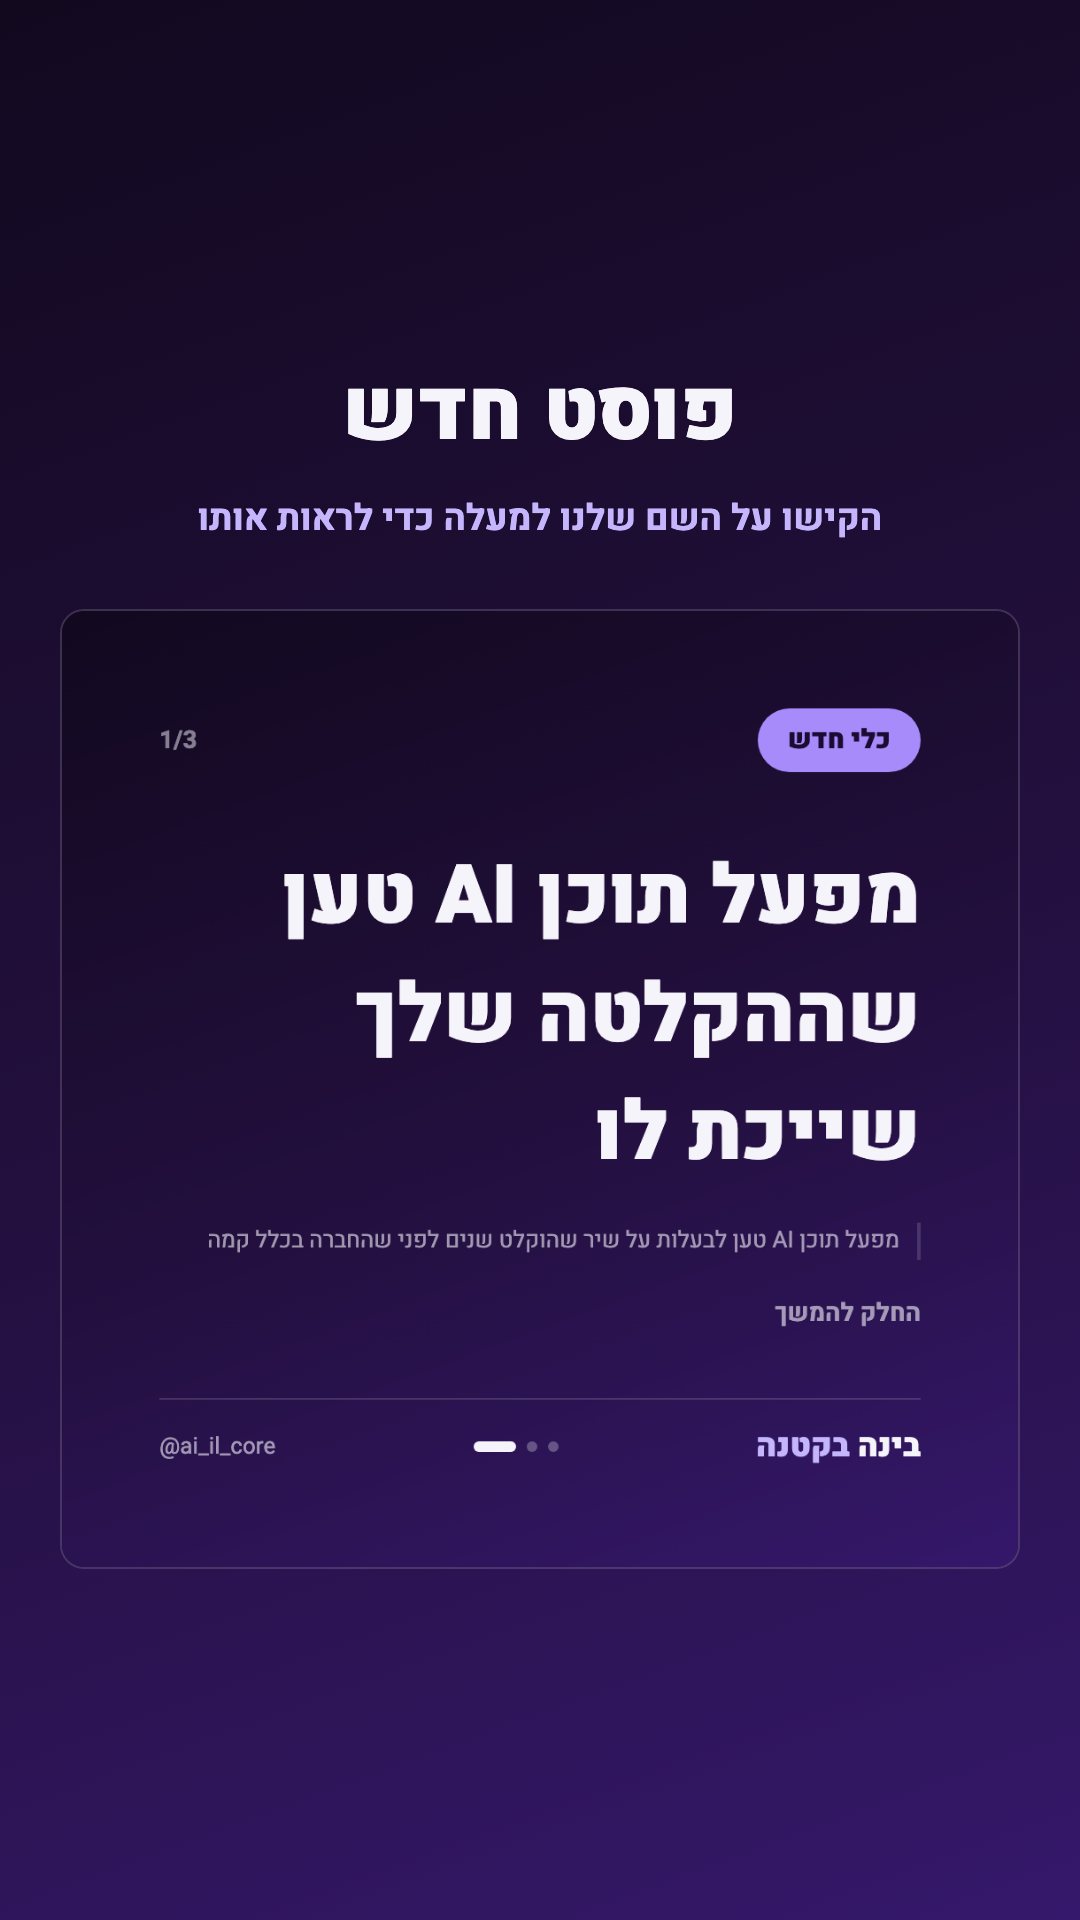 פוסט חדש
הקישו על השם שלנו למעלה כדי לראות אותו
כלי חדש
1/3
מפעל תוכן AI טען
שההקלטה שלך
שייכת לו
מפעל תוכן AI טען לבעלות על שיר שהוקלט שנים לפני שהחברה בכלל קמה
החלק להמשך
בינה בקטנה
@ai_il_core